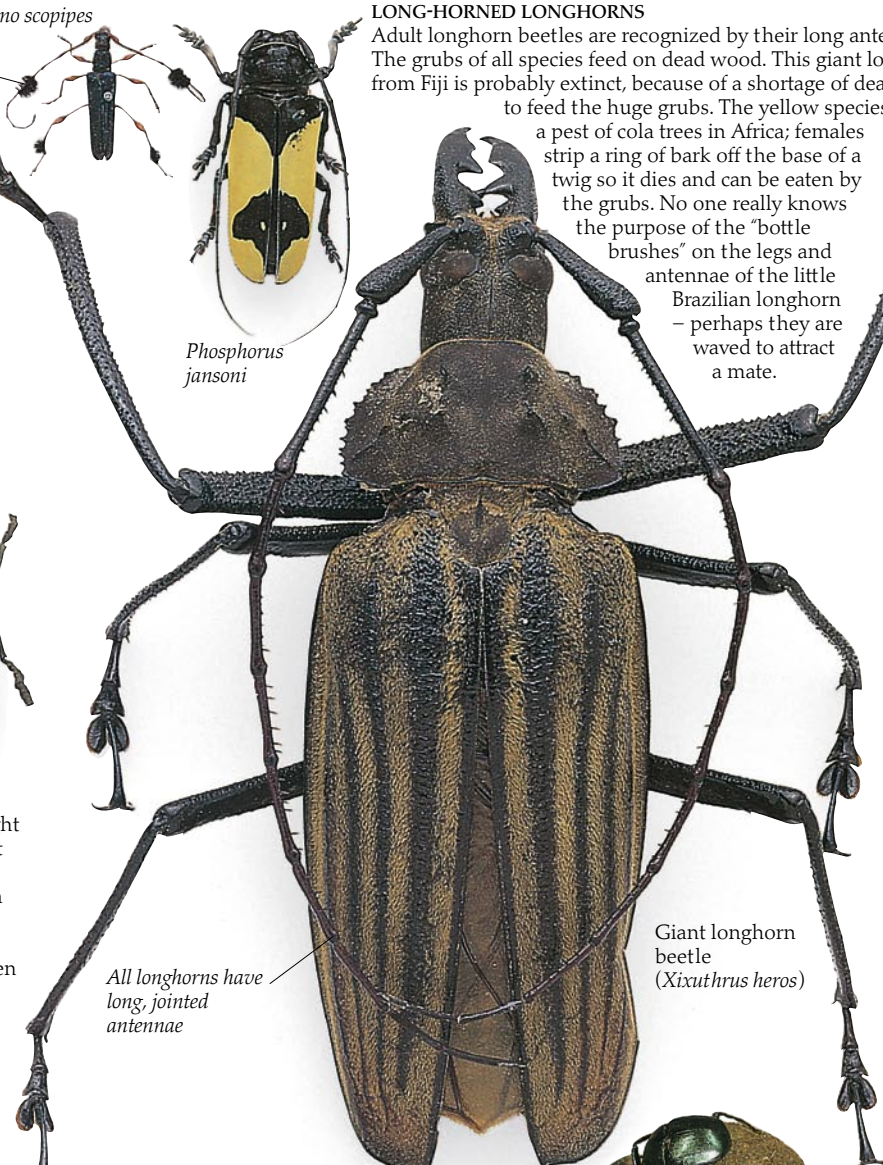 no scopipes
LONG-HORNED LONGHORNS
Adult longhorn beetles are recognized by their long ante
The grubs of all species feed on dead wood. This giant lo
from Fiji is probably extinct, because of a shortage of dea
to feed the huge grubs. The yellow species
a pest of cola trees in Africa; females
strip a ring of bark off the base of a
twig so it dies and can be eaten by
the grubs. No one really knows
the purpose of the “bottle
brushes” on the legs and
antennae of the little
Brazilian longhorn
– perhaps they are
waved to attract
a mate.
Phosphorus
jansoni
ht
t
n
en
All longhorns have
long, jointed
antennae
Giant longhorn
beetle
(Xixuthrus heros)